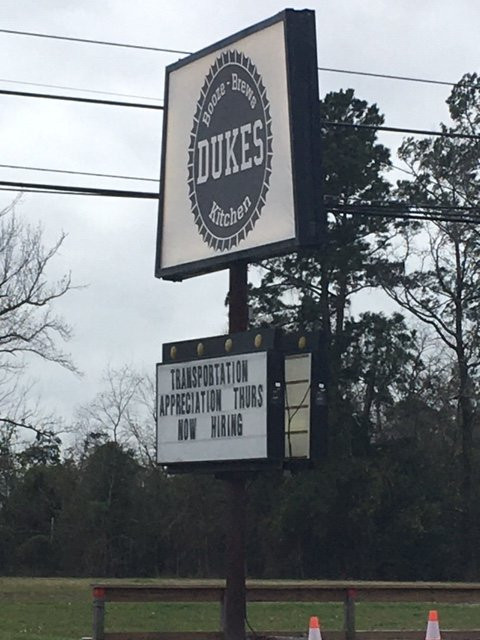 Booze - Brews
DUKES
Kitchen
TRANSPORTATION
APPRECIATION THURS
NOW HIRING